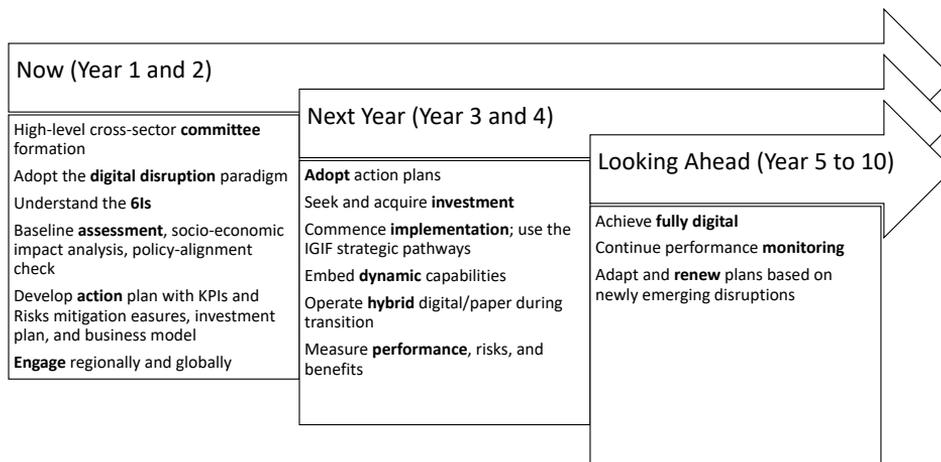 Now (Year 1 and 2)
High-level cross-sector committee
formation
Adopt the digital disruption paradigm
Understand the 6Is
Baseline assessment, socio-economic
impact analysis, policy-alignment
check
Develop action plan with KPIs and
Risks mitigation easures, investment
plan, and business model
Engage regionally and globally
Next Year (Year 3 and 4)
Adopt action plans
Seek and acquire investment
Commence implementation; use the
IGIF strategic pathways
Embed dynamic capabilities
Operate hybrid digital/paper during
transition
Measure performance, risks, and
benefits
Looking Ahead (Year 5 to 10)
Achieve fully digital
Continue performance monitoring
Adapt and renew plans based on
newly emerging disruptions